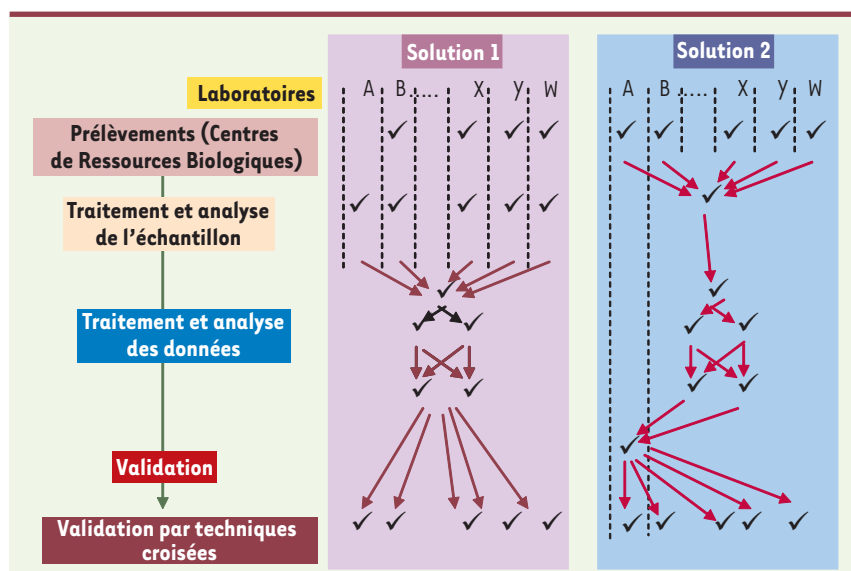 Solution 1
Solution 2
Laboratoires
A B..... X Y W
A B..... X Y W
Prélèvements (Centres
de Ressources Biologiques)
Traitement et analyse
de l'échantillon
Traitement et analyse
des données
Validation
Validation par techniques
croisées